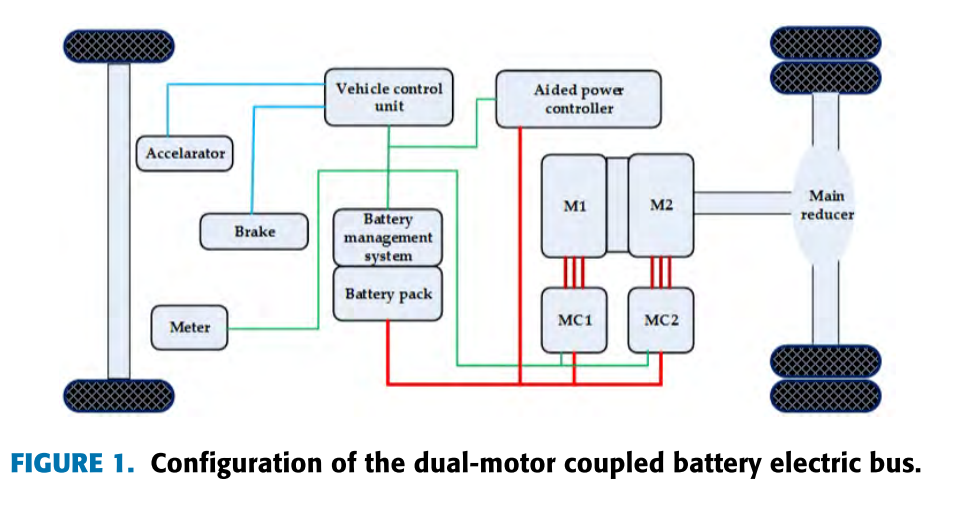 Vehicle control
unit
Aided power
controller
Accelarator
M1
M2
Main
reducer
Brake
Battery
management
system
Battery pack
Meter
MC1
MC2
FIGURE 1. Configuration of the dual-motor coupled battery electric bus.